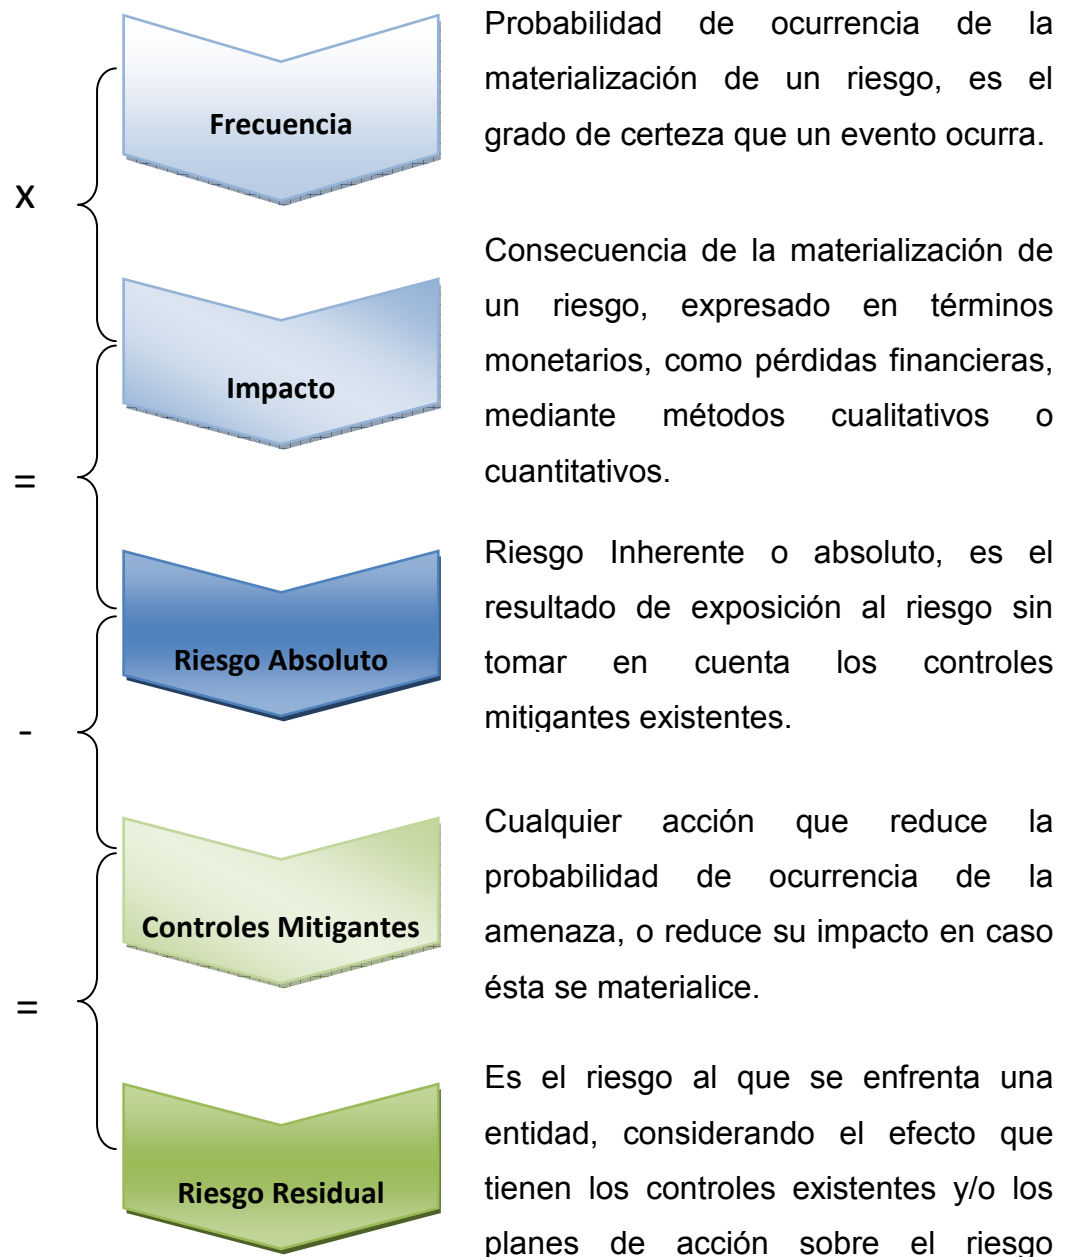 Probabilidad de ocurrencia de la
materialización de un riesgo, es el
grado de certeza que un evento ocurra.
Frecuencia
x
Consecuencia de la materialización de
un riesgo, expresado en términos
monetarios, como pérdidas financieras,
mediante métodos cualitativos o
cuantitativos.
Impacto
=
Riesgo Inherente o absoluto, es el
resultado de exposición al riesgo sin
tomar en cuenta los controles
mitigantes existentes.
Riesgo Absoluto
-
Cualquier acción que reduce la
probabilidad de ocurrencia de la
amenaza, o reduce su impacto en caso
ésta se materialice.
Controles Mitigantes
=
Es el riesgo al que se enfrenta una
entidad, considerando el efecto que
tienen los controles existentes y/o los
planes de acción sobre el riesgo
Riesgo Residual